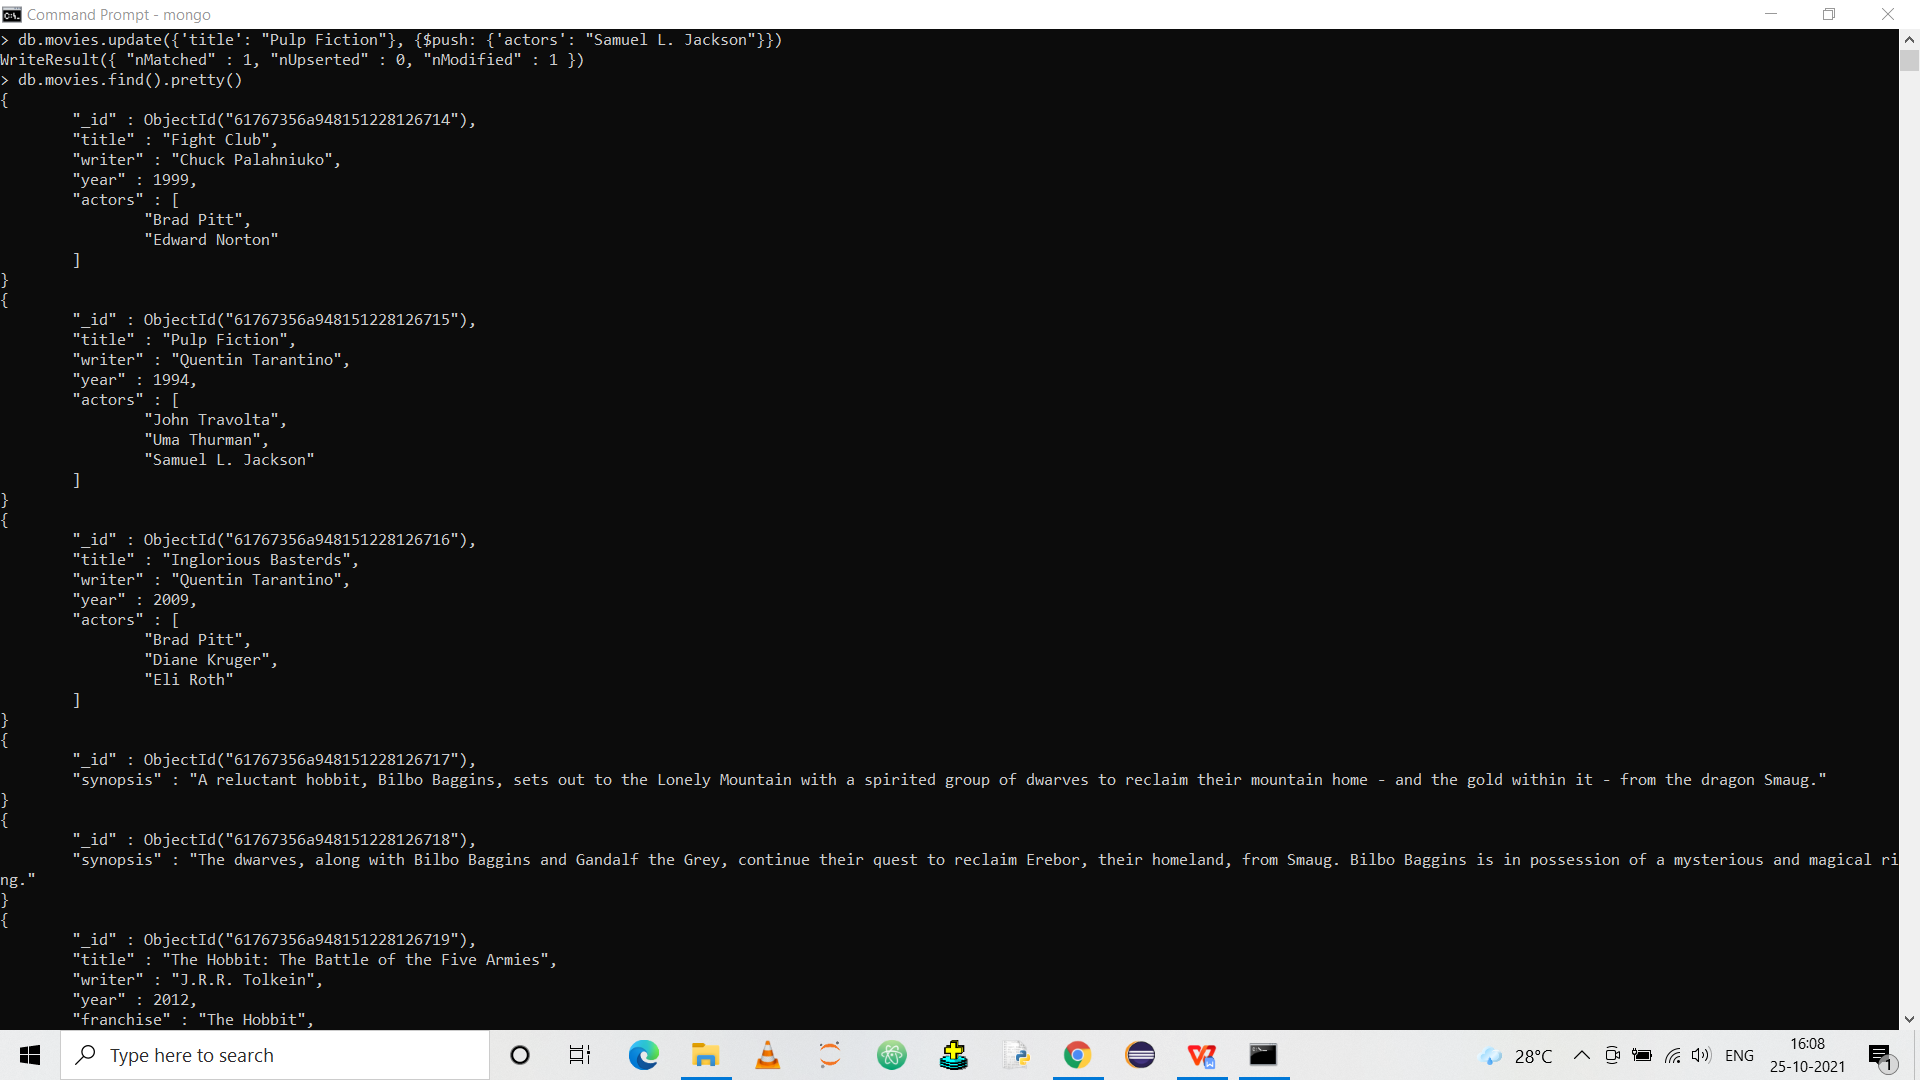 Command Prompt - mongo
> db.movies.update({'title': "Pulp Fiction"}, {$push: {'actors': "Samuel L. Jackson"}})
WriteResult({ "nMatched" : 1, "nUpserted" : 0, "nModified" : 1 })
> db.movies.find().pretty()
{
"_id" : ObjectId("61767356a948151228126714"),
"title" : "Fight Club",
"writer" : "Chuck Palahniuko",
"year" : 1999,
"actors" : [
"Brad Pitt",
"Edward Norton"
]
}
{
"_id" : ObjectId("61767356a948151228126715"),
"title" : "Pulp Fiction",
"writer" : "Quentin Tarantino",
"year" : 1994,
"actors" : [
"John Travolta",
"Uma Thurman",
"Samuel L. Jackson"
]
}
{
"_id" : ObjectId("61767356a948151228126716"),
"title" : "Inglorious Basterds",
"writer" : "Quentin Tarantino",
"year" : 2009,
"actors" : [
"Brad Pitt",
"Diane Kruger",
"Eli Roth"
]
}
{
"_id" : ObjectId("61767356a948151228126717"),
"synopsis" : "A reluctant hobbit, Bilbo Baggins, sets out to the Lonely Mountain with a spirited group of dwarves to reclaim their mountain home - and the gold within it - from the dragon Smaug."
}
{
"_id" : ObjectId("61767356a948151228126718"),
"synopsis" : "The dwarves, along with Bilbo Baggins and Gandalf the Grey, continue their quest to reclaim Erebor, their homeland, from Smaug. Bilbo Baggins is in possession of a mysterious and magical ri
ng."
}
{
"_id" : ObjectId("61767356a948151228126719"),
"title" : "The Hobbit: The Battle of the Five Armies",
"writer" : "J.R.R. Tolkein",
"year" : 2012,
"franchise" : "The Hobbit",
Type here to search
28°C
ENG
16:08
25-10-2021
1